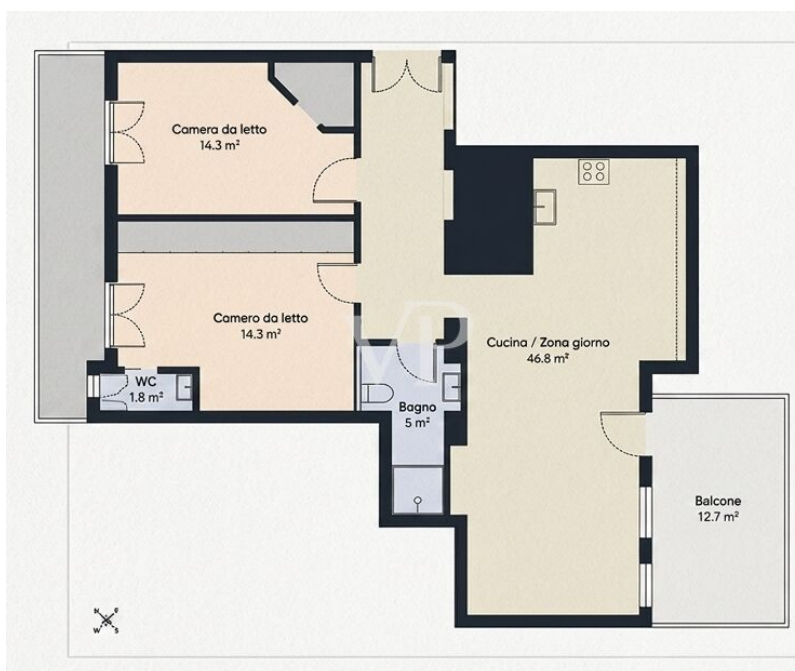 Camera da letto
14.3 m²
Camero da letto
14.3 m²
VP
Cucina / Zona giorno
46.8 m²
WC
1.8 m²
Bagno
5 m²
Balcone
12.7 m²
W
S